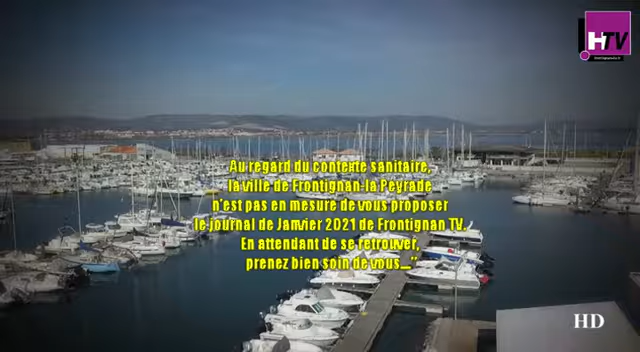 HTV
Au regard du contexte sanitaire,
la ville de Frontignan-la Peyrade
n'est pas en mesure de vous proposer
le journal de Janvier 2021 de Frontignan TV.
En attendant de se retrouver,
prenez bien soin de vous...."
HD